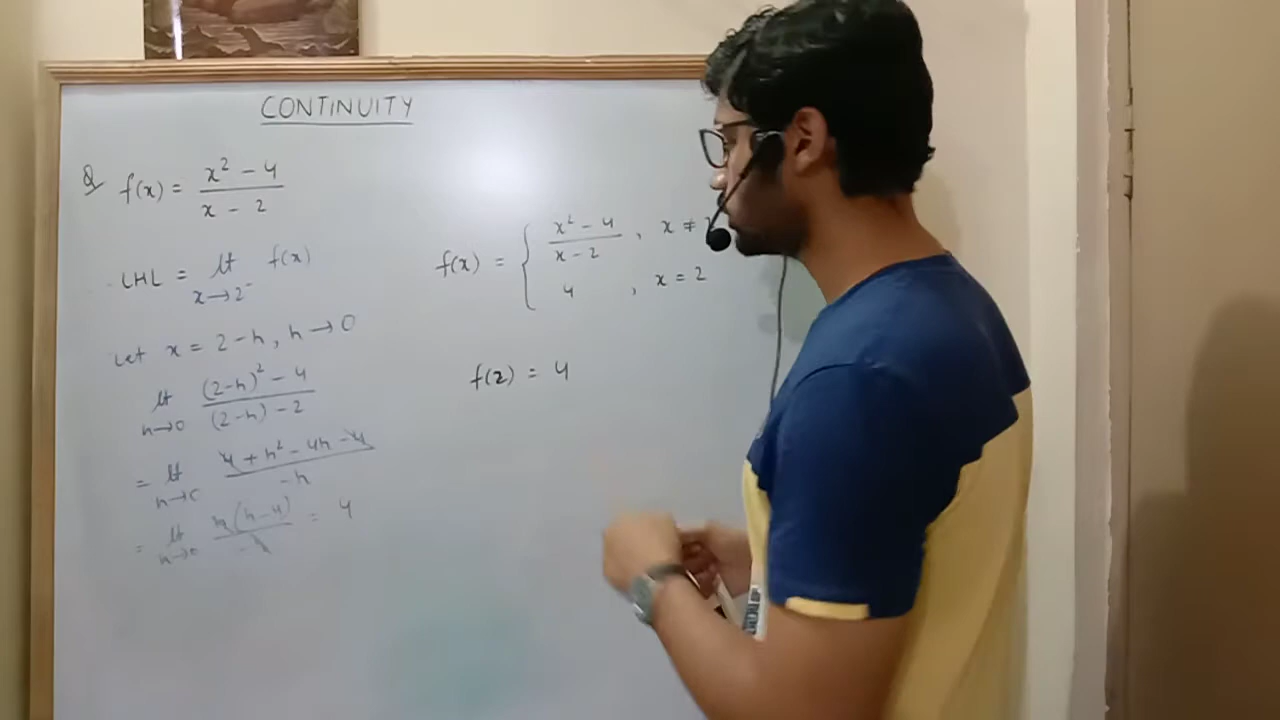 CONTINUITY
Q f(x) = x² - 4 / x - 2
LHL = lt x→2⁻ f(x)
Let x = 2-h, h→0
lt h→0 (2-h)² - 4 / (2-h) - 2
= lt h→0 4 + h² - 4h - 4 / -h
= lt h→0 h(h-4) / -h = 4
f(x) = { x² - 4 / x - 2 , x ≠
4 , x = 2
f(2) = 4